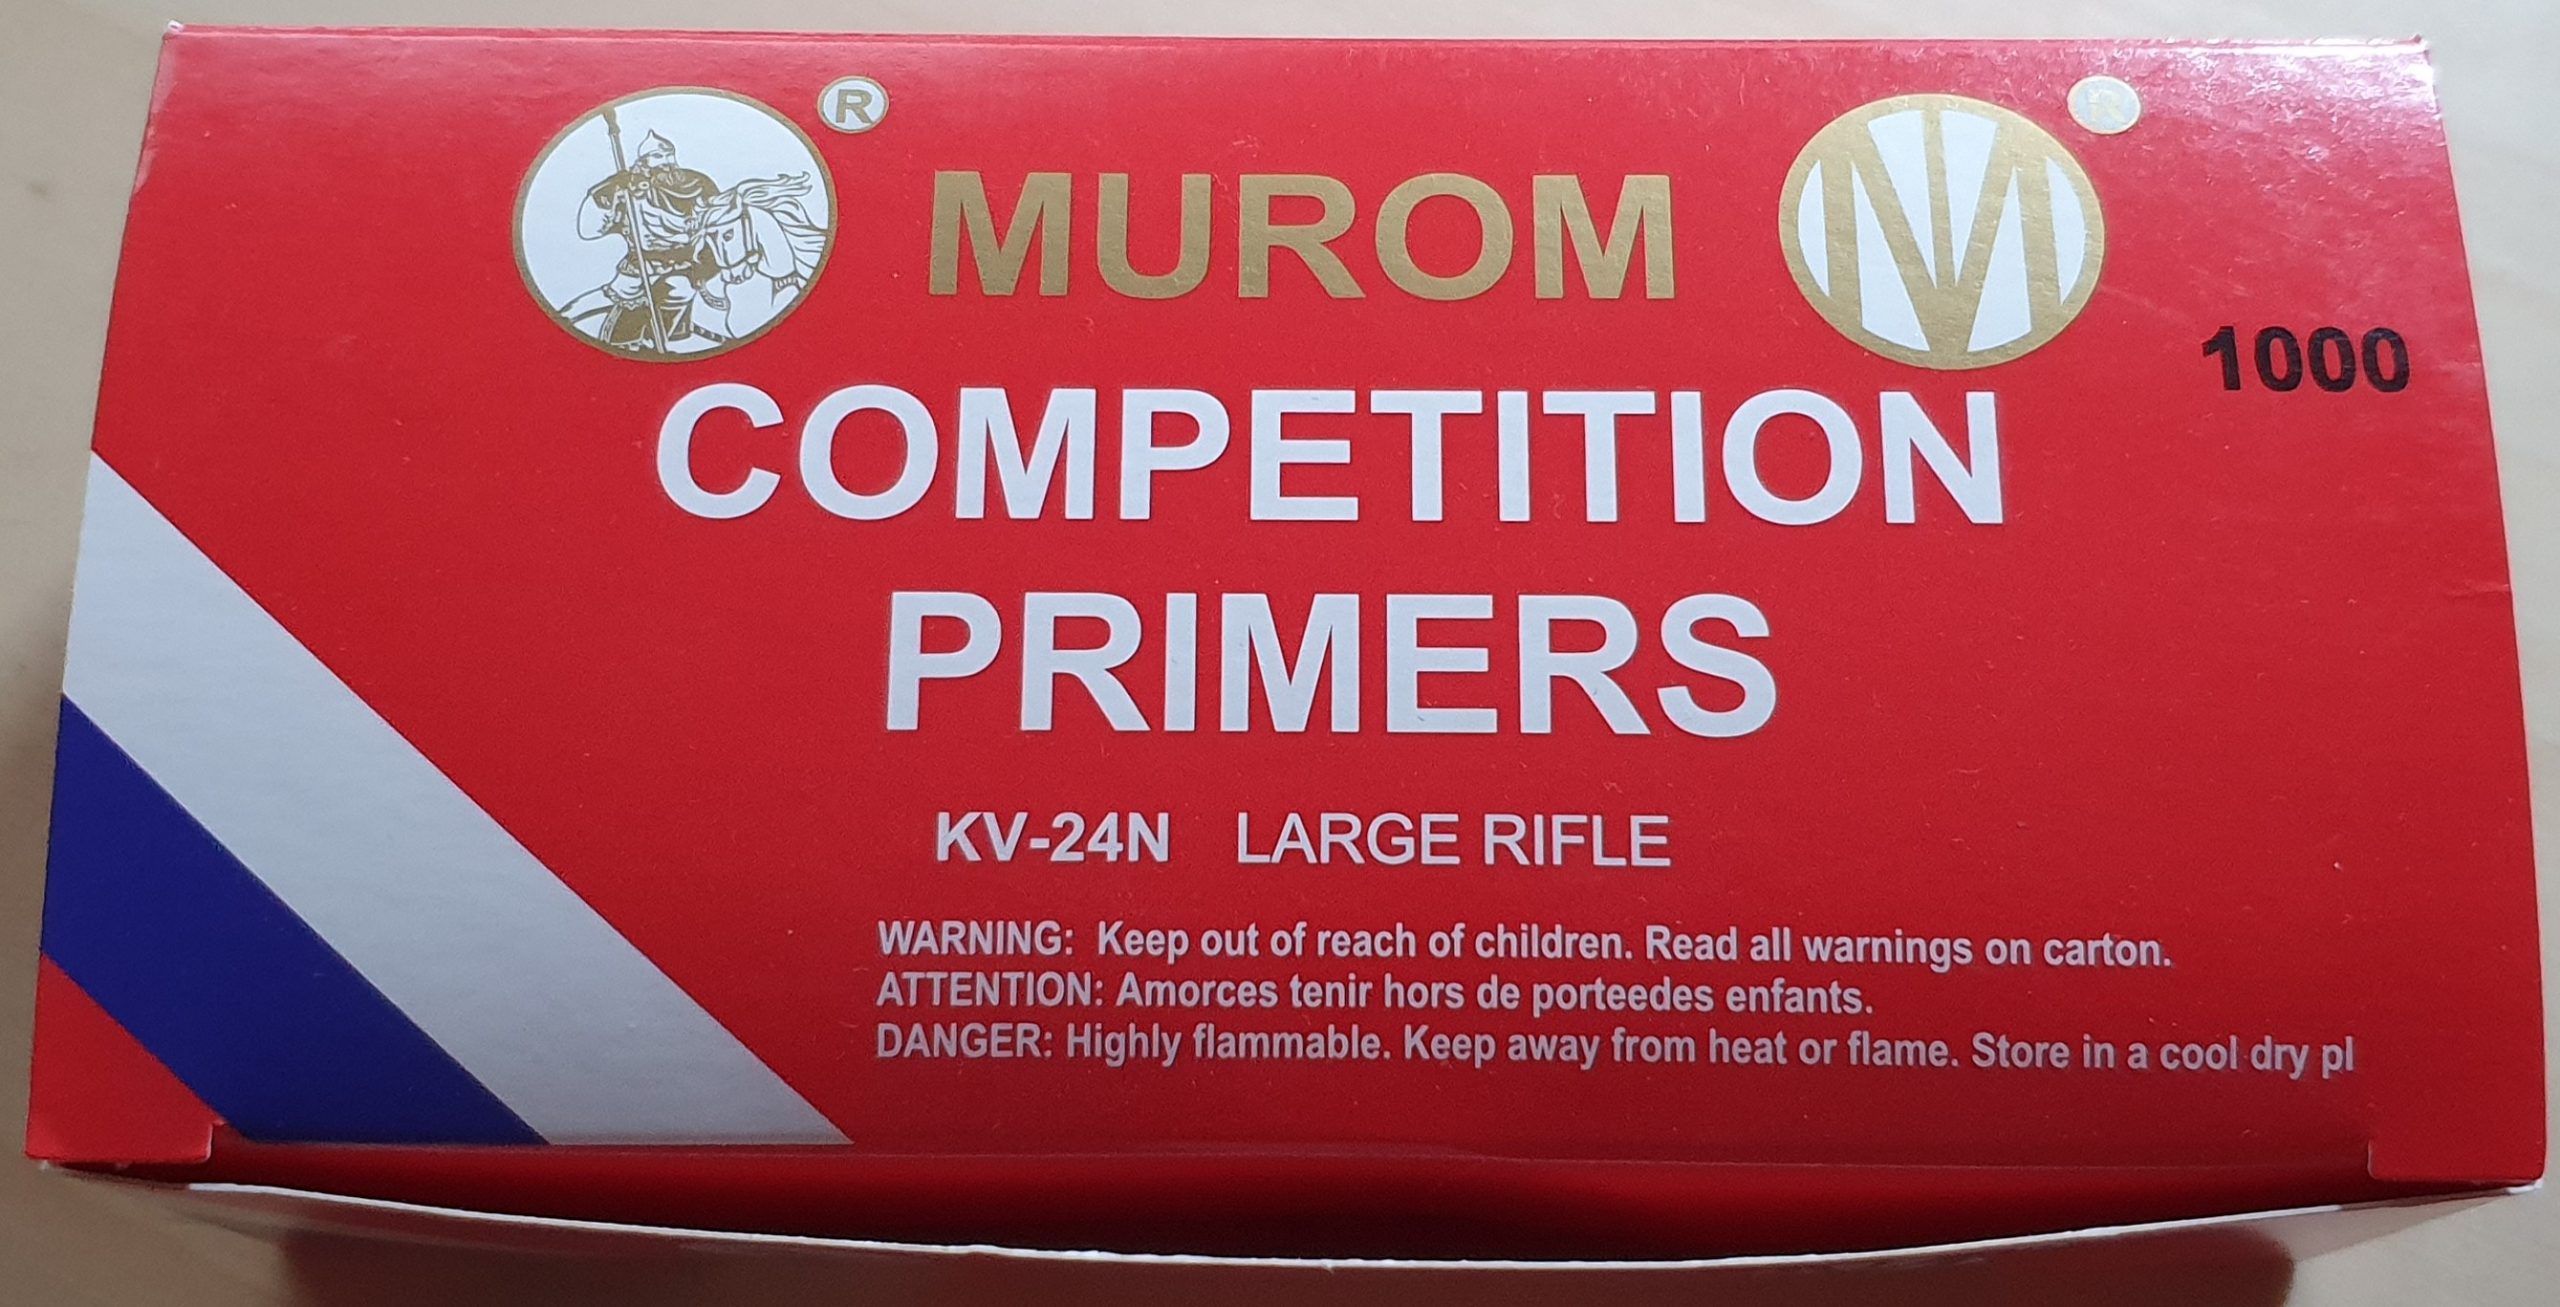 ®
MUROM
®
1000
COMPETITION
PRIMERS
KV-24N LARGE RIFLE
WARNING: Keep out of reach of children. Read all warnings on carton.
ATTENTION: Amorces tenir hors de porteedes enfants.
DANGER: Highly flammable. Keep away from heat or flame. Store in a cool dry pl